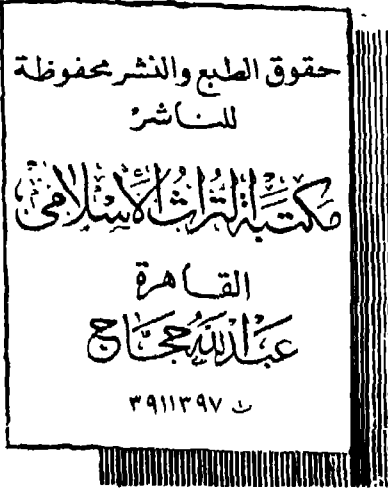 حقوق الطبع والنشر محفوظة
للناشر
مكتبة التراث الإسلامي
القاهرة
عبد الله حجاج
ت ٣٩١١٣٩٧